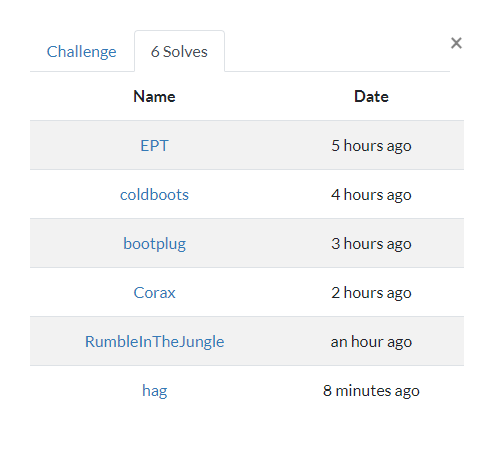 Challenge 6 Solves ×
Name Date
EPT 5 hours ago
coldboots 4 hours ago
bootplug 3 hours ago
Corax 2 hours ago
RumbleInTheJungle an hour ago
hag 8 minutes ago